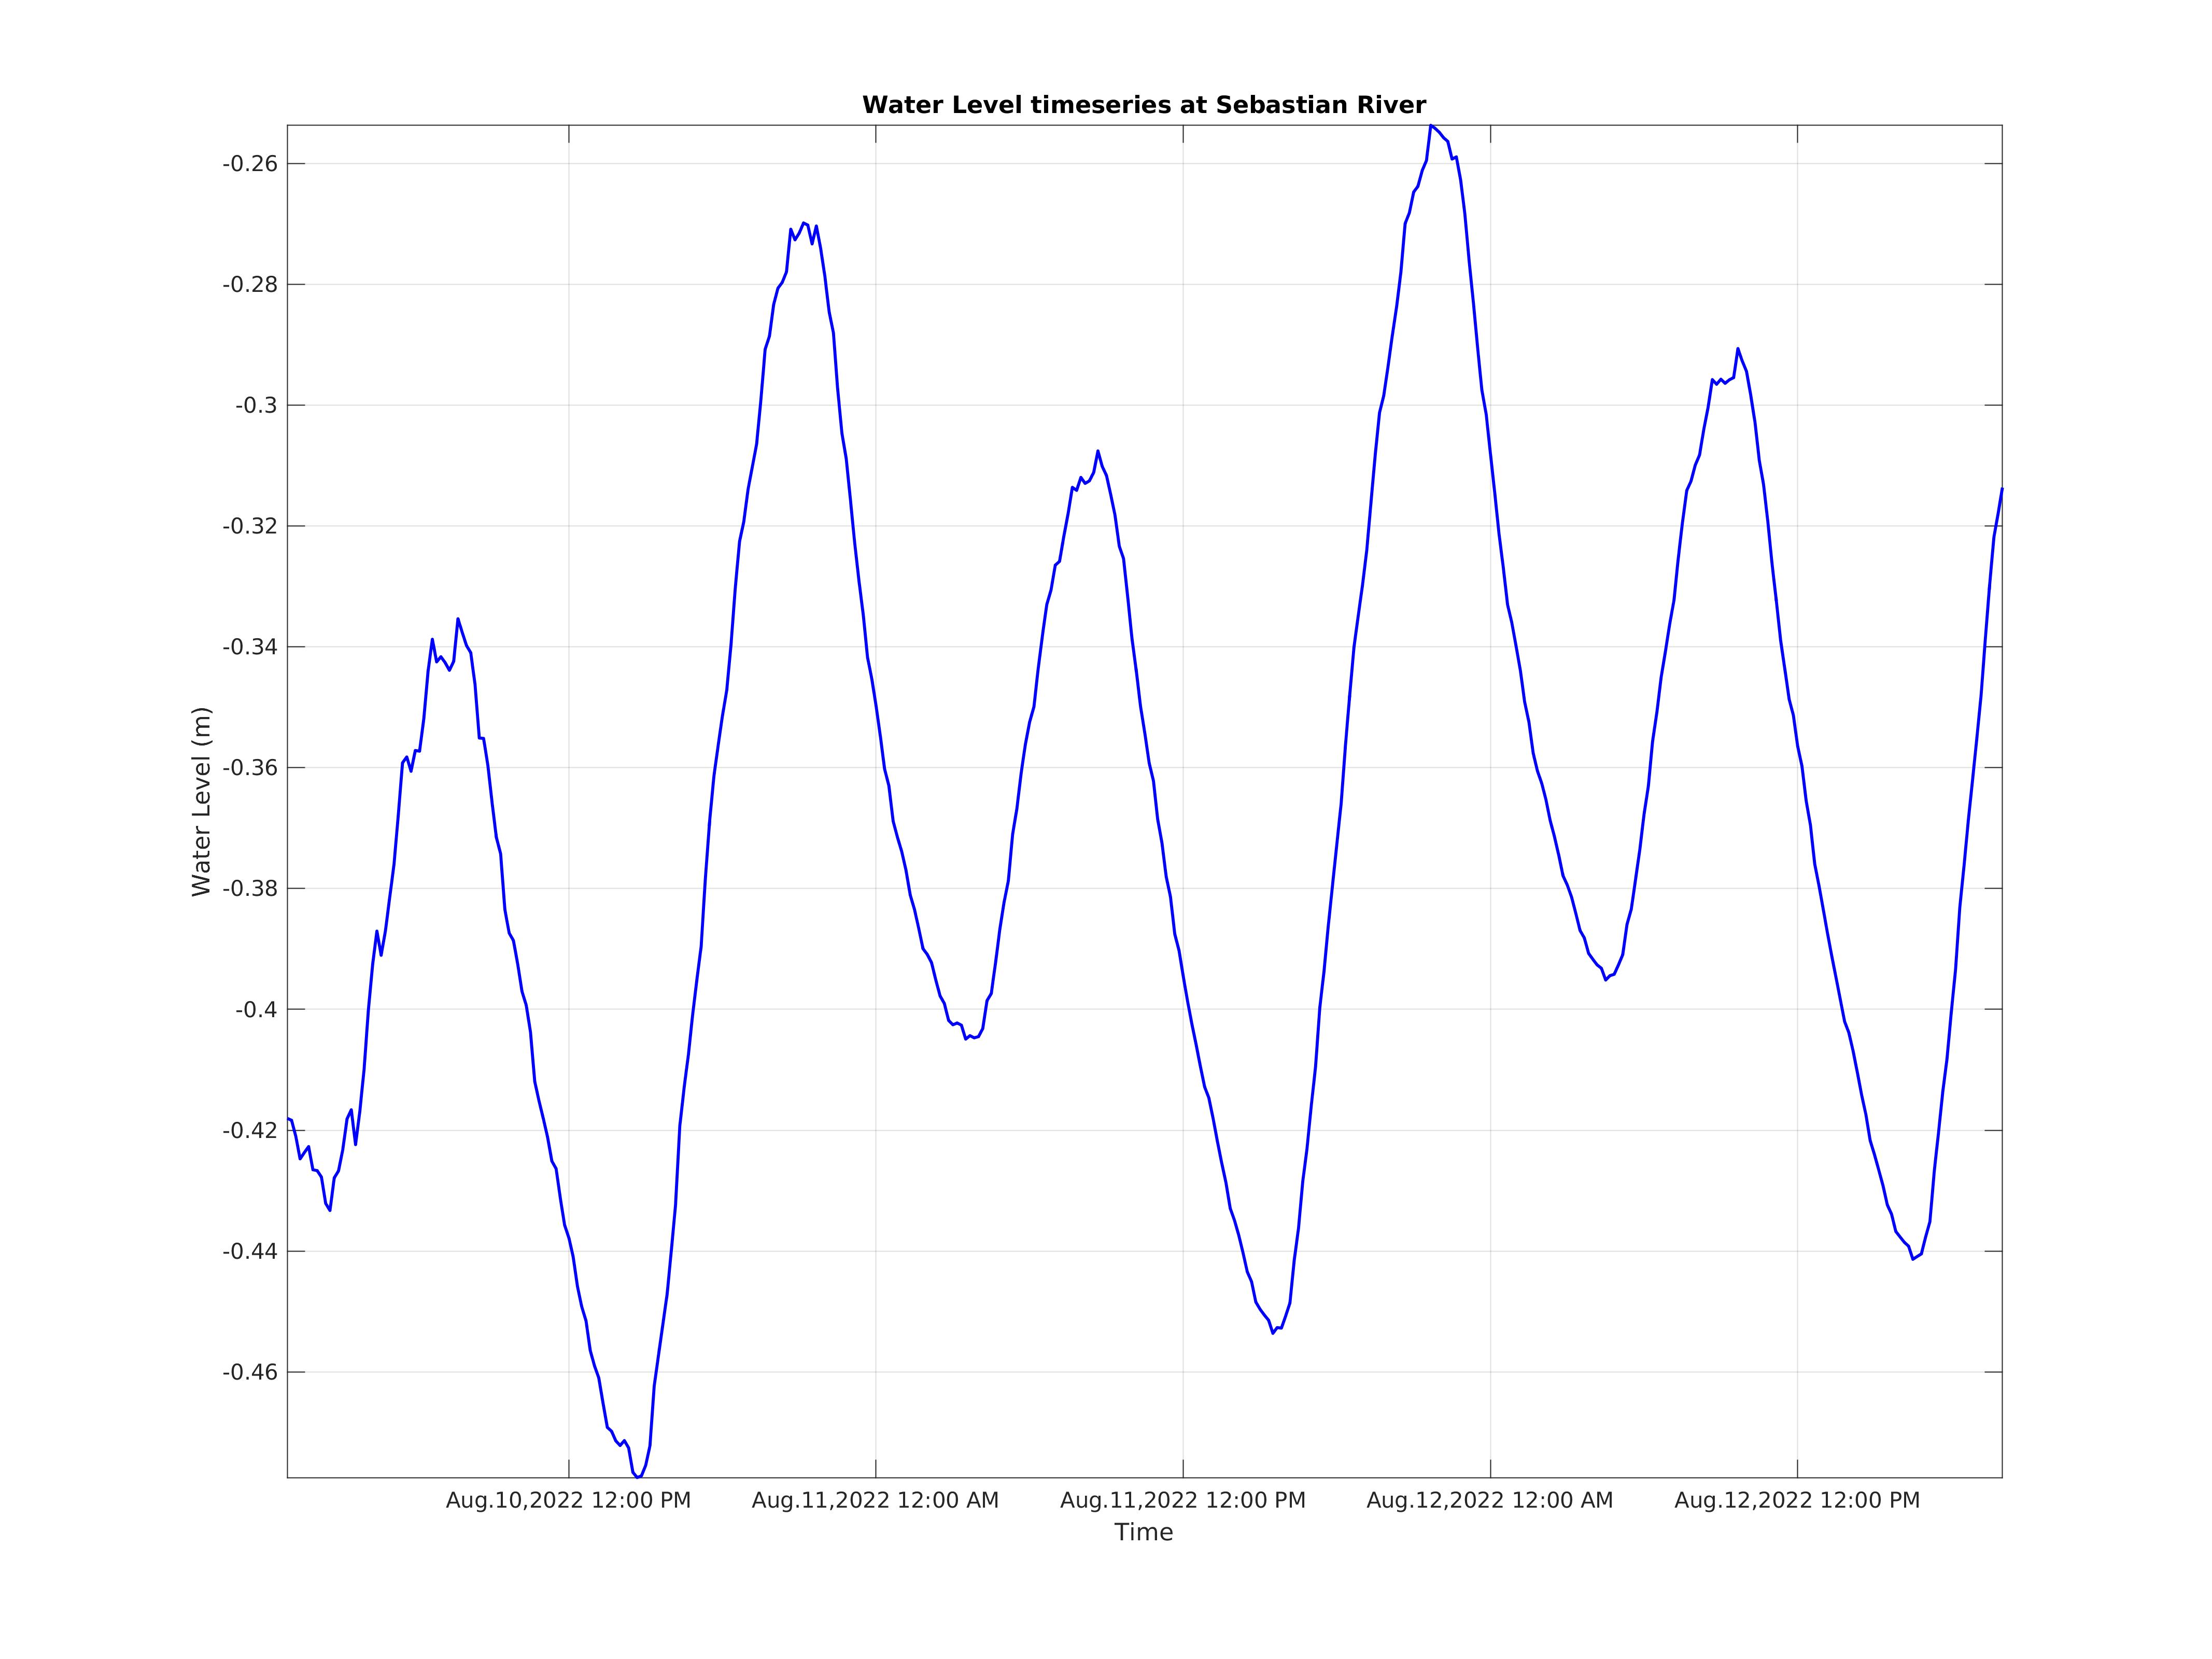 Water Level timeseries at Sebastian River
-0.26
-0.28
-0.3
-0.32
-0.34
-0.36
-0.38
-0.4
-0.42
-0.44
-0.46
Water Level (m)
Aug.10,2022 12:00 PM
Aug.11,2022 12:00 AM
Aug.11,2022 12:00 PM
Aug.12,2022 12:00 AM
Aug.12,2022 12:00 PM
Time